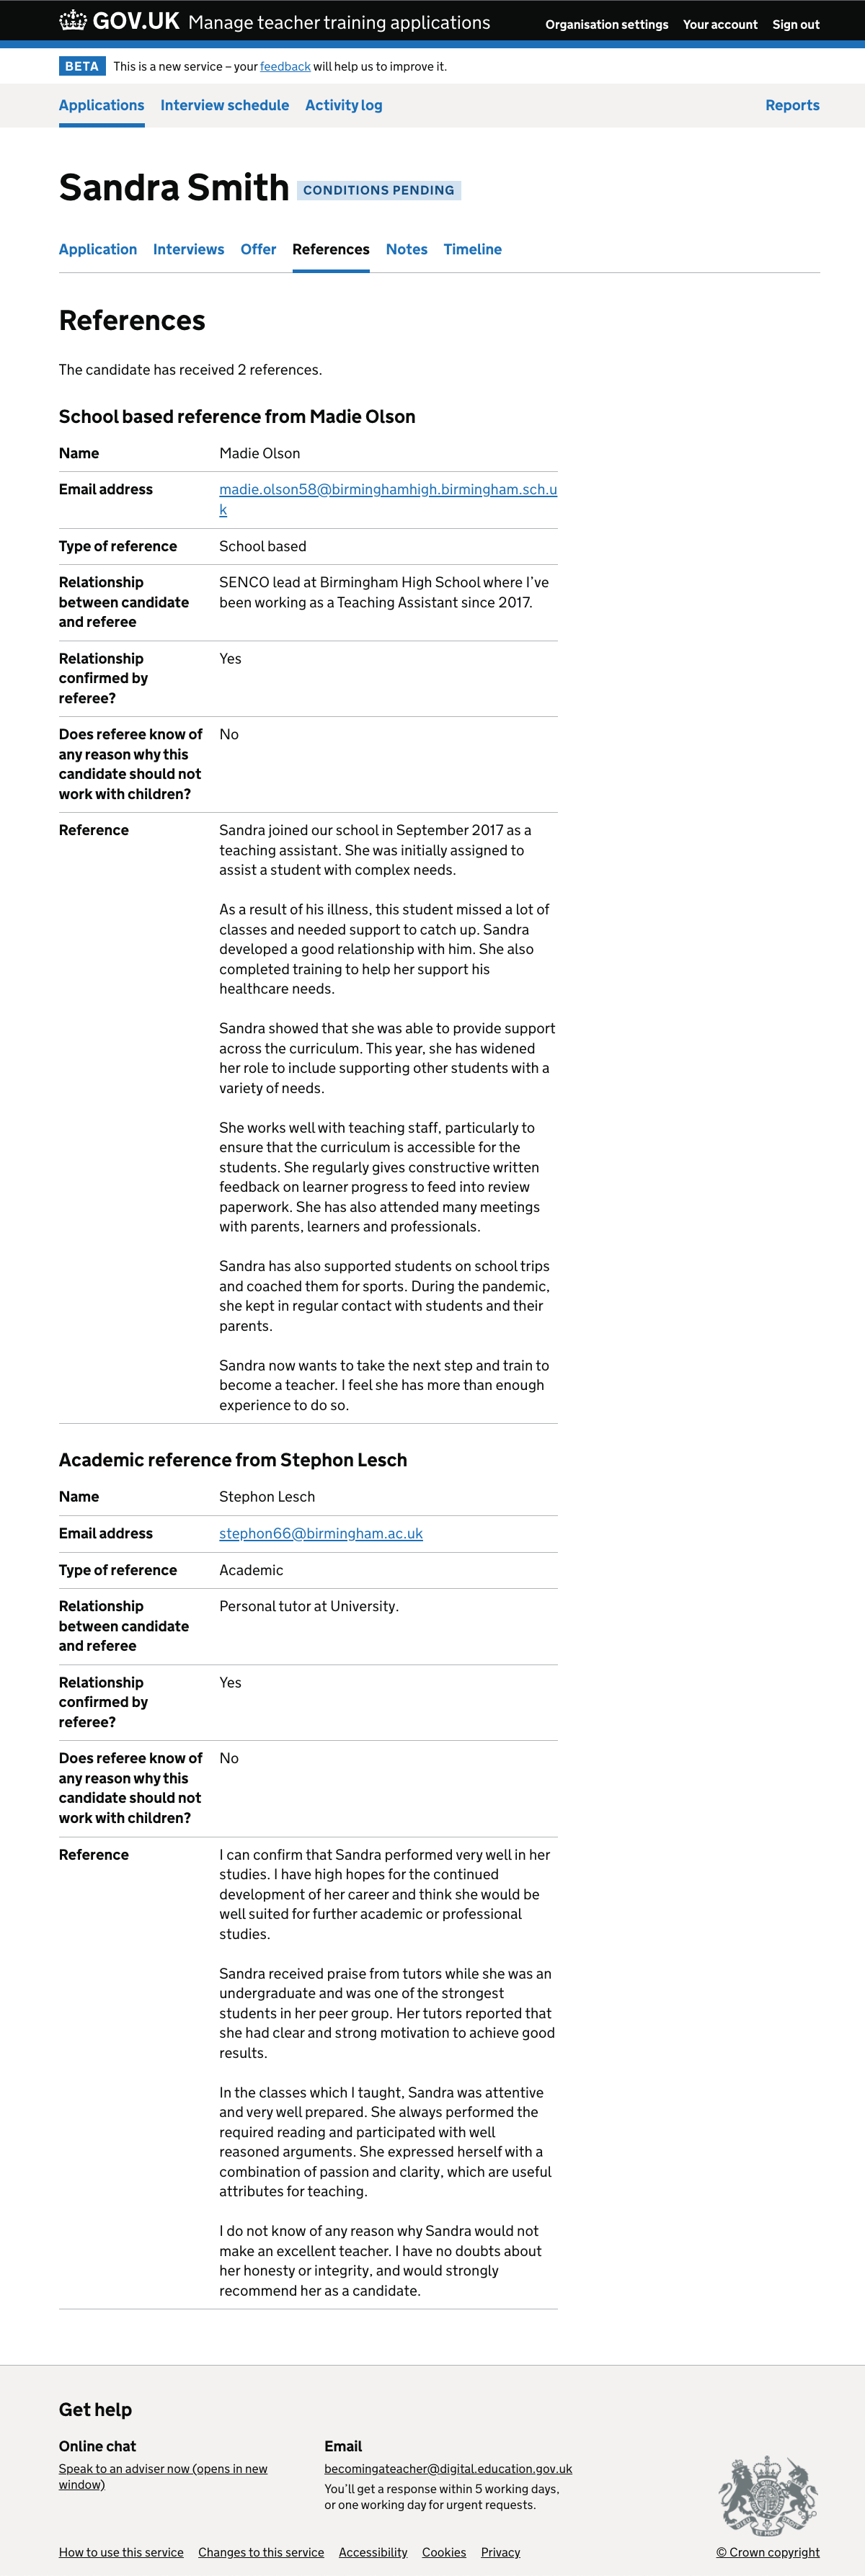 GOV.UK Manage teacher training applications Organisation settings Your account Sign out
BETA This is a new service – your feedback will help us to improve it.
Applications Interview schedule Activity log Reports
Sandra Smith CONDITIONS PENDING
Application Interviews Offer References Notes Timeline
References
The candidate has received 2 references.
School based reference from Madie Olson
Name Madie Olson
Email address madie.olson58@birminghamhigh.birmingham.sch.u
k
Type of reference School based
Relationship SENCO lead at Birmingham High School where I’ve
between candidate been working as a Teaching Assistant since 2017.
and referee
Relationship Yes
confirmed by
referee?
Does referee know of No
any reason why this
candidate should not
work with children?
Reference Sandra joined our school in September 2017 as a
teaching assistant. She was initially assigned to
assist a student with complex needs.
As a result of his illness, this student missed a lot of
classes and needed support to catch up. Sandra
developed a good relationship with him. She also
completed training to help her support his
healthcare needs.
Sandra showed that she was able to provide support
across the curriculum. This year, she has widened
her role to include supporting other students with a
variety of needs.
She works well with teaching staff, particularly to
ensure that the curriculum is accessible for the
students. She regularly gives constructive written
feedback on learner progress to feed into review
paperwork. She has also attended many meetings
with parents, learners and professionals.
Sandra has also supported students on school trips
and coached them for sports. During the pandemic,
she kept in regular contact with students and their
parents.
Sandra now wants to take the next step and train to
become a teacher. I feel she has more than enough
experience to do so.
Academic reference from Stephon Lesch
Name Stephon Lesch
Email address stephon66@birmingham.ac.uk
Type of reference Academic
Relationship Personal tutor at University.
between candidate
and referee
Relationship Yes
confirmed by
referee?
Does referee know of No
any reason why this
candidate should not
work with children?
Reference I can confirm that Sandra performed very well in her
studies. I have high hopes for the continued
development of her career and think she would be
well suited for further academic or professional
studies.
Sandra received praise from tutors while she was an
undergraduate and was one of the strongest
students in her peer group. Her tutors reported that
she had clear and strong motivation to achieve good
results.
In the classes which I taught, Sandra was attentive
and very well prepared. She always performed the
required reading and participated with well
reasoned arguments. She expressed herself with a
combination of passion and clarity, which are useful
attributes for teaching.
I do not know of any reason why Sandra would not
make an excellent teacher. I have no doubts about
her honesty or integrity, and would strongly
recommend her as a candidate.
Get help
Online chat
Speak to an adviser now (opens in new
window)
Email
becomingateacher@digital.education.gov.uk
You’ll get a response within 5 working days,
or one working day for urgent requests.
How to use this service Changes to this service Accessibility Cookies Privacy © Crown copyright